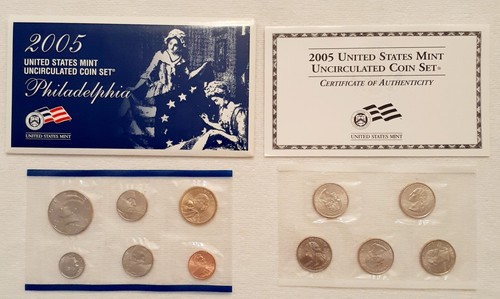 2005
UNITED STATES MINT
UNCIRCULATED COIN SET®
Philadelphia
UNITED STATES MINT
2005 UNITED STATES MINT
UNCIRCULATED COIN SET®
CERTIFICATE OF AUTHENTICITY
UNITED STATES MINT